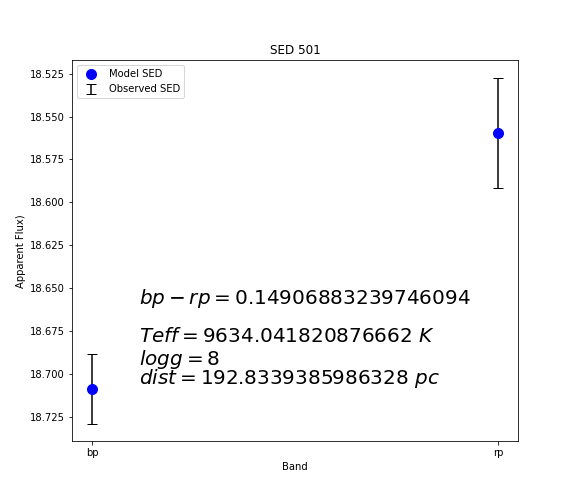 SED 501
Model SED
Observed SED
18.525
18.550
18.575
18.600
18.625
18.650
18.675
18.700
18.725
Apparent Flux)
bp − rp = 0.14906883239746094
Teff = 9634.041820876662 K
logg = 8
dist = 192.8339385986328 pc
bp
rp
Band